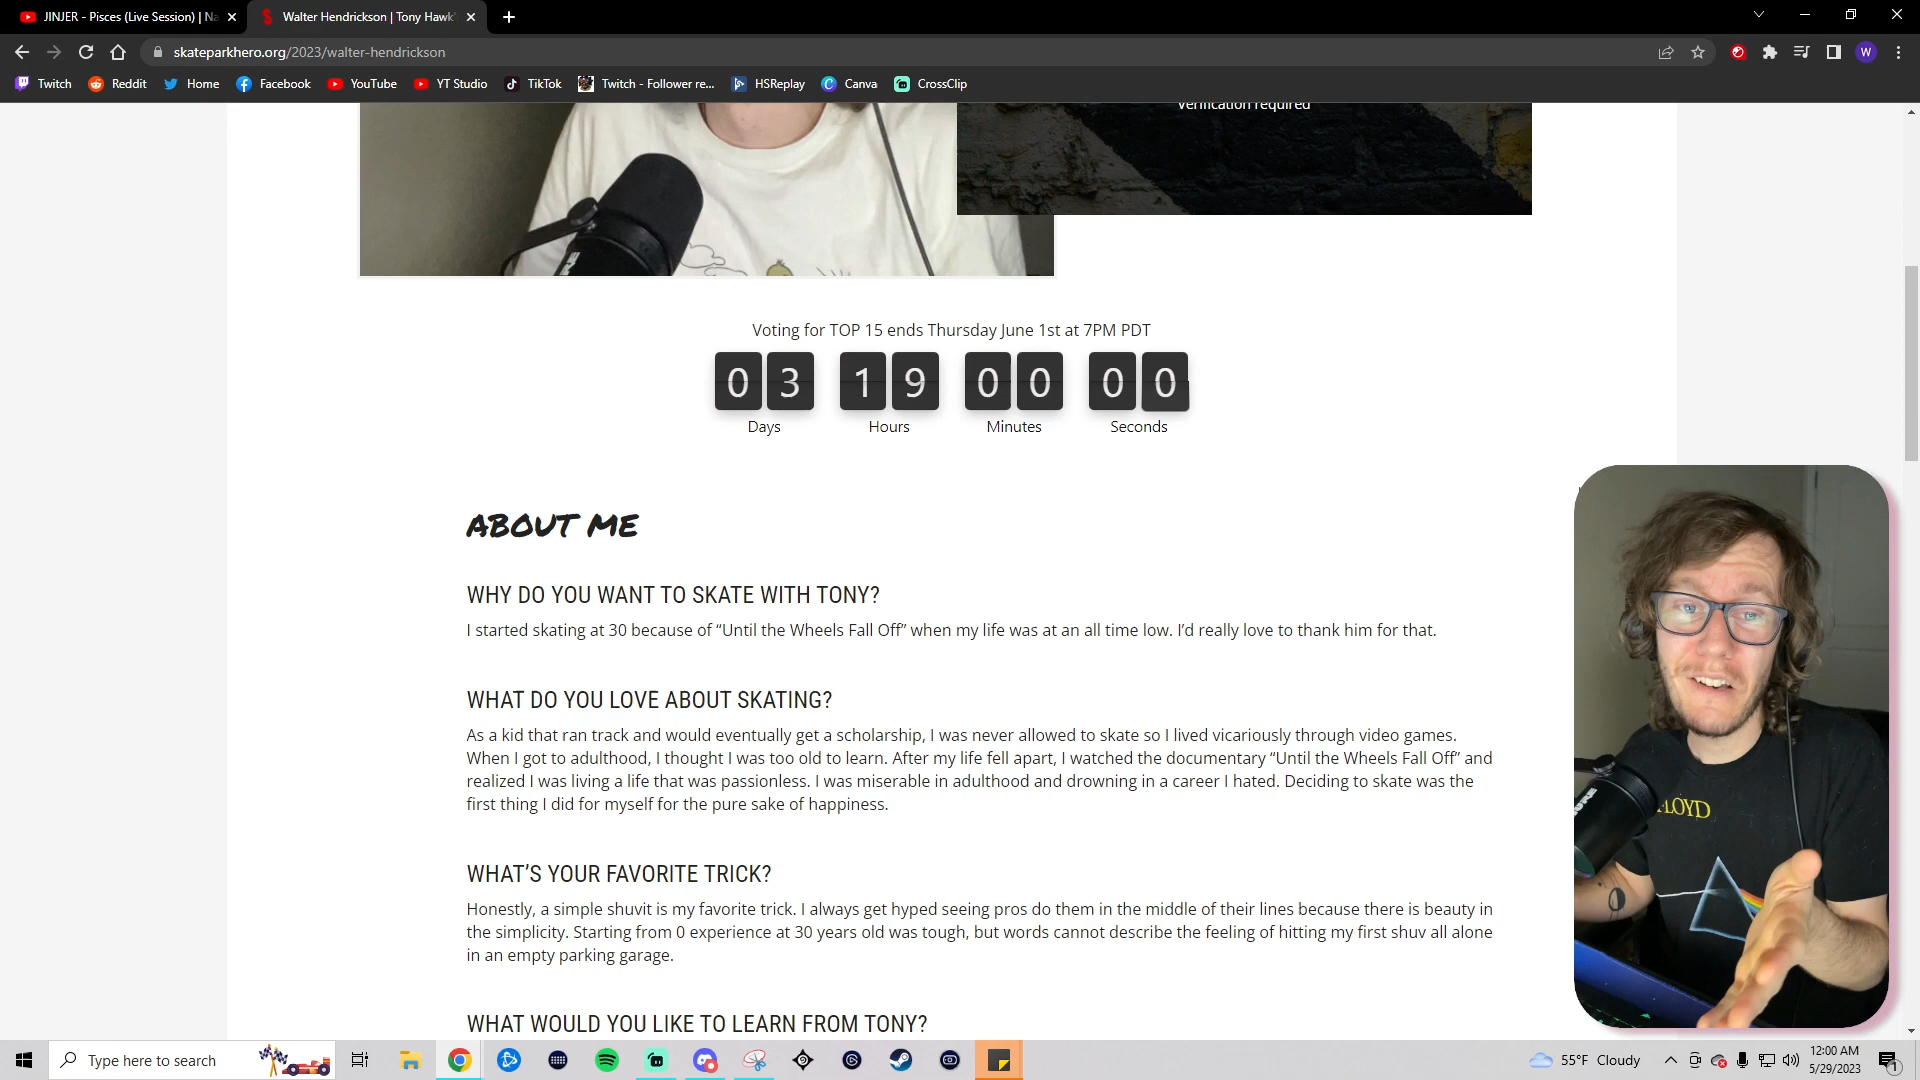 JINJER - Pisces (Live Session) | Na
Walter Hendrickson | Tony Hawk'
skateparkhero.org/2023/walter-hendrickson
W
Twitch
Reddit
Home
Facebook
YouTube
YT Studio
TikTok
Twitch - Follower re...
HSReplay
Canva
CrossClip
Verification required
Voting for TOP 15 ends Thursday June 1st at 7PM PDT
03 19 00 00
Days Hours Minutes Seconds
ABOUT ME
WHY DO YOU WANT TO SKATE WITH TONY?
I started skating at 30 because of “Until the Wheels Fall Off” when my life was at an all time low. I’d really love to thank him for that.
WHAT DO YOU LOVE ABOUT SKATING?
As a kid that ran track and would eventually get a scholarship, I was never allowed to skate so I lived vicariously through video games.
When I got to adulthood, I thought I was too old to learn. After my life fell apart, I watched the documentary “Until the Wheels Fall Off” and
realized I was living a life that was passionless. I was miserable in adulthood and drowning in a career I hated. Deciding to skate was the
first thing I did for myself for the pure sake of happiness.
WHAT’S YOUR FAVORITE TRICK?
Honestly, a simple shuvit is my favorite trick. I always get hyped seeing pros do them in the middle of their lines because there is beauty in
the simplicity. Starting from 0 experience at 30 years old was tough, but words cannot describe the feeling of hitting my first shuv all alone
in an empty parking garage.
WHAT WOULD YOU LIKE TO LEARN FROM TONY?
FLOYD
Type here to search
55°F Cloudy
12:00 AM
5/29/2023
1